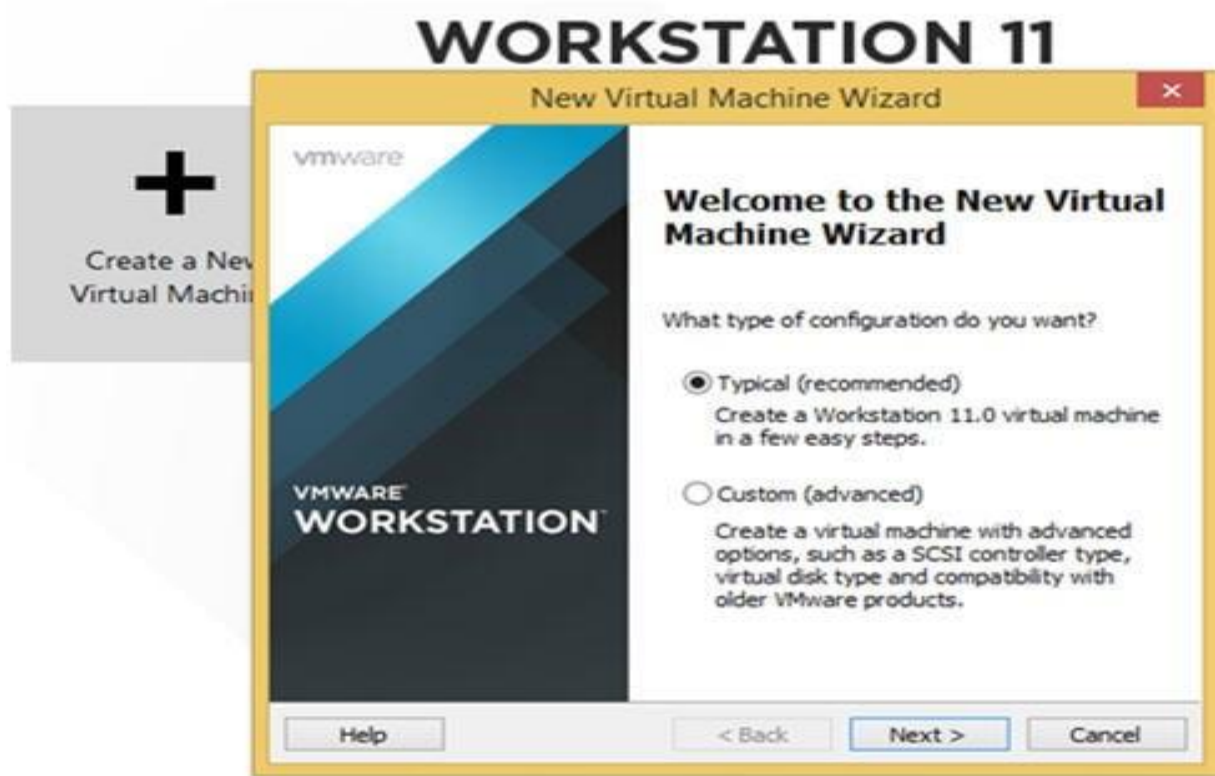 WORKSTATION 11
New Virtual Machine Wizard
vmware
Welcome to the New Virtual
Machine Wizard
Create a New
Virtual Machi
What type of configuration do you want?
Typical (recommended)
Create a Workstation 11.0 virtual machine
in a few easy steps.
VMWARE
WORKSTATION
Custom (advanced)
Create a virtual machine with advanced
options, such as a SCSI controller type,
virtual disk type and compatibility with
older VMware products.
Help
< Back
Next >
Cancel